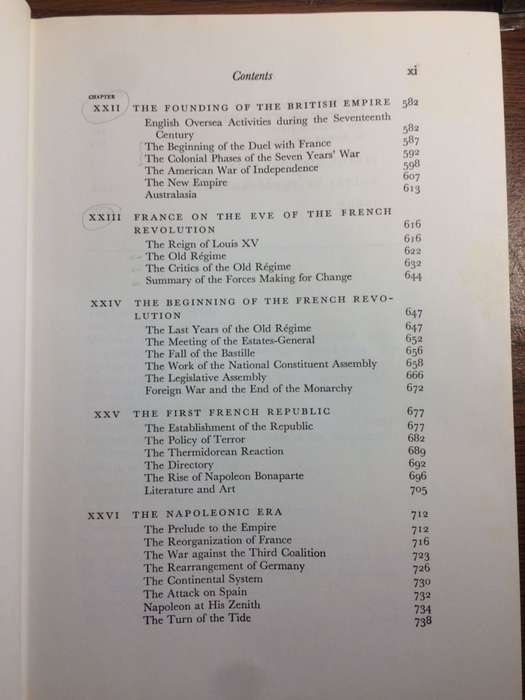 Contents xi
CHAPTER
XXII THE FOUNDING OF THE BRITISH EMPIRE 582
English Oversea Activities during the Seventeenth
Century 582
The Beginning of the Duel with France 587
The Colonial Phases of the Seven Years' War 592
The American War of Independence 598
The New Empire 607
Australasia 613
XXIII FRANCE ON THE EVE OF THE FRENCH
REVOLUTION 616
The Reign of Louis XV 616
The Old Régime 622
The Critics of the Old Régime 632
Summary of the Forces Making for Change 644
XXIV THE BEGINNING OF THE FRENCH REVO-
LUTION 647
The Last Years of the Old Régime 647
The Meeting of the Estates-General 652
The Fall of the Bastille 656
The Work of the National Constituent Assembly 658
The Legislative Assembly 666
Foreign War and the End of the Monarchy 672
XXV THE FIRST FRENCH REPUBLIC 677
The Establishment of the Republic 677
The Policy of Terror 682
The Thermidorean Reaction 689
The Directory 692
The Rise of Napoleon Bonaparte 696
Literature and Art 705
XXVI THE NAPOLEONIC ERA 712
The Prelude to the Empire 712
The Reorganization of France 716
The War against the Third Coalition 723
The Rearrangement of Germany 726
The Continental System 730
The Attack on Spain 732
Napoleon at His Zenith 734
The Turn of the Tide 738